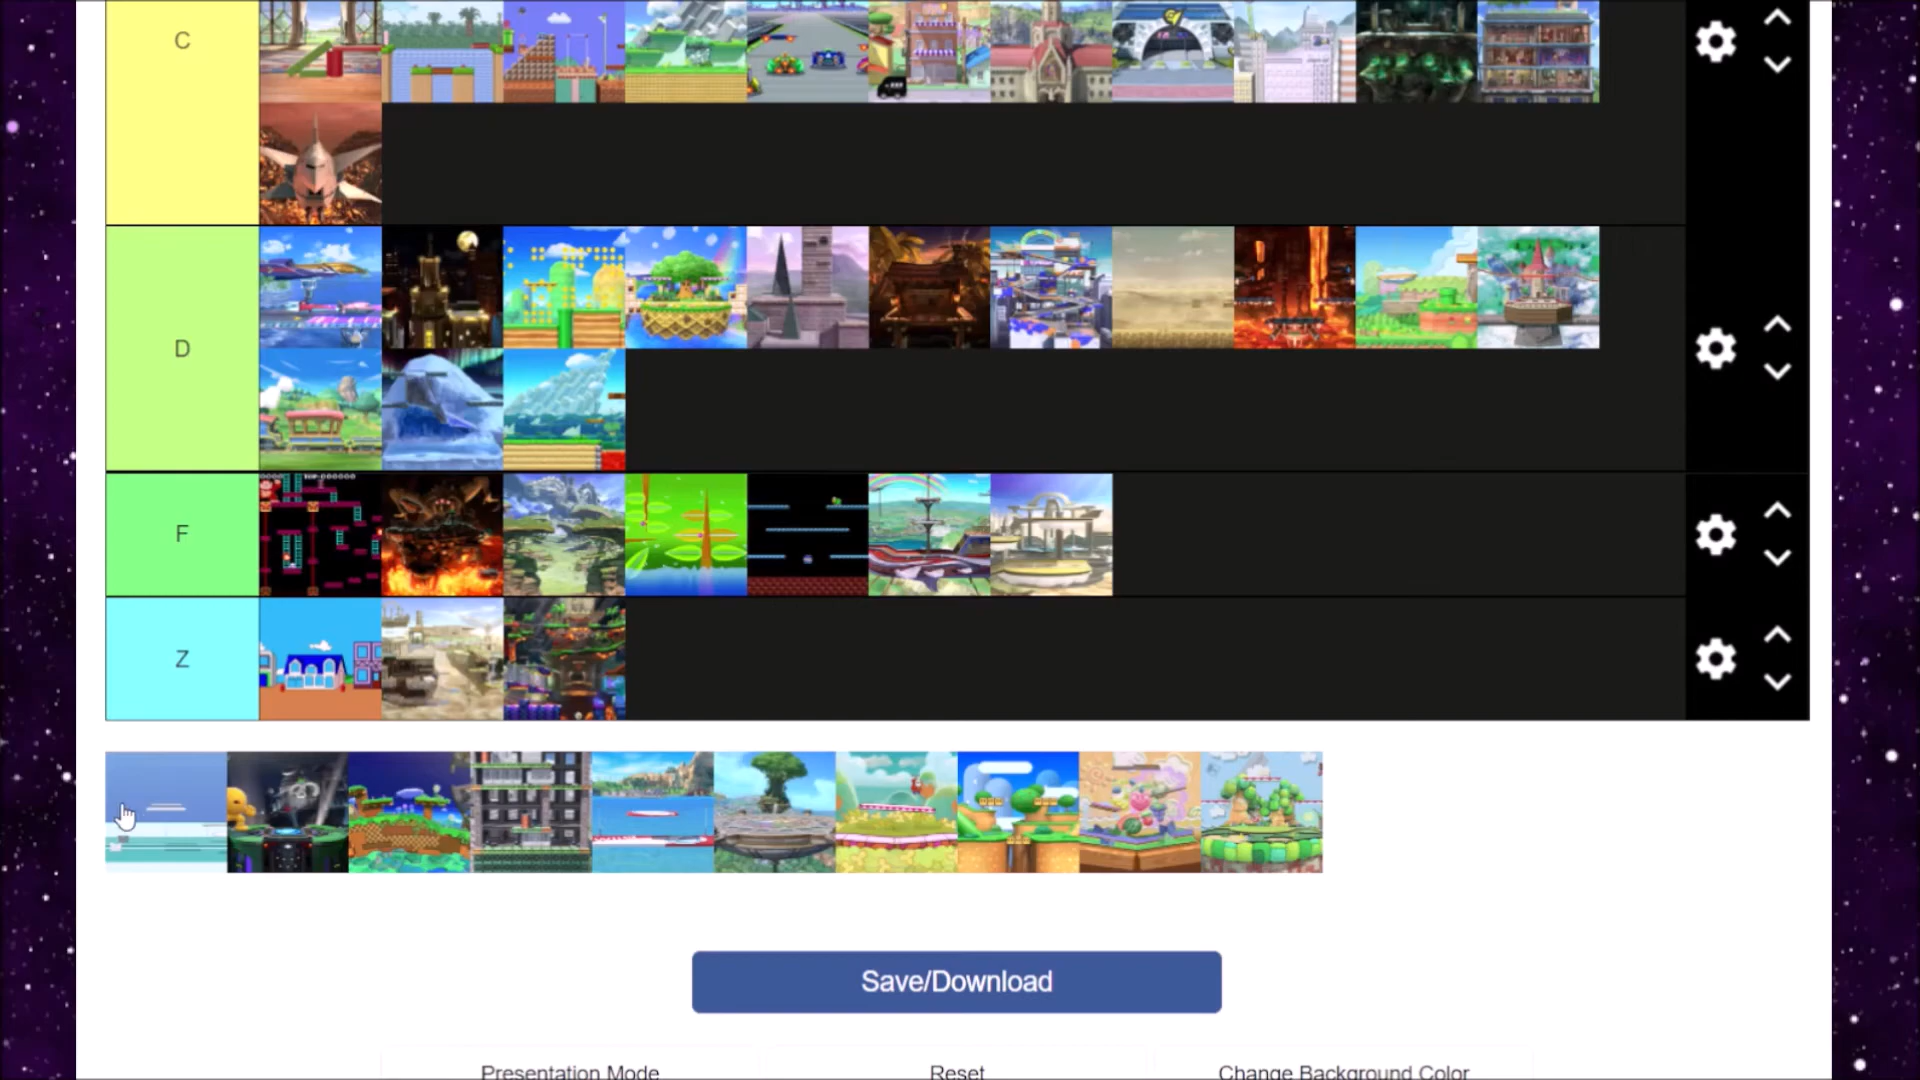 C
D
F
Z
Save/Download
Presentation Mode
Reset
Change Background Color